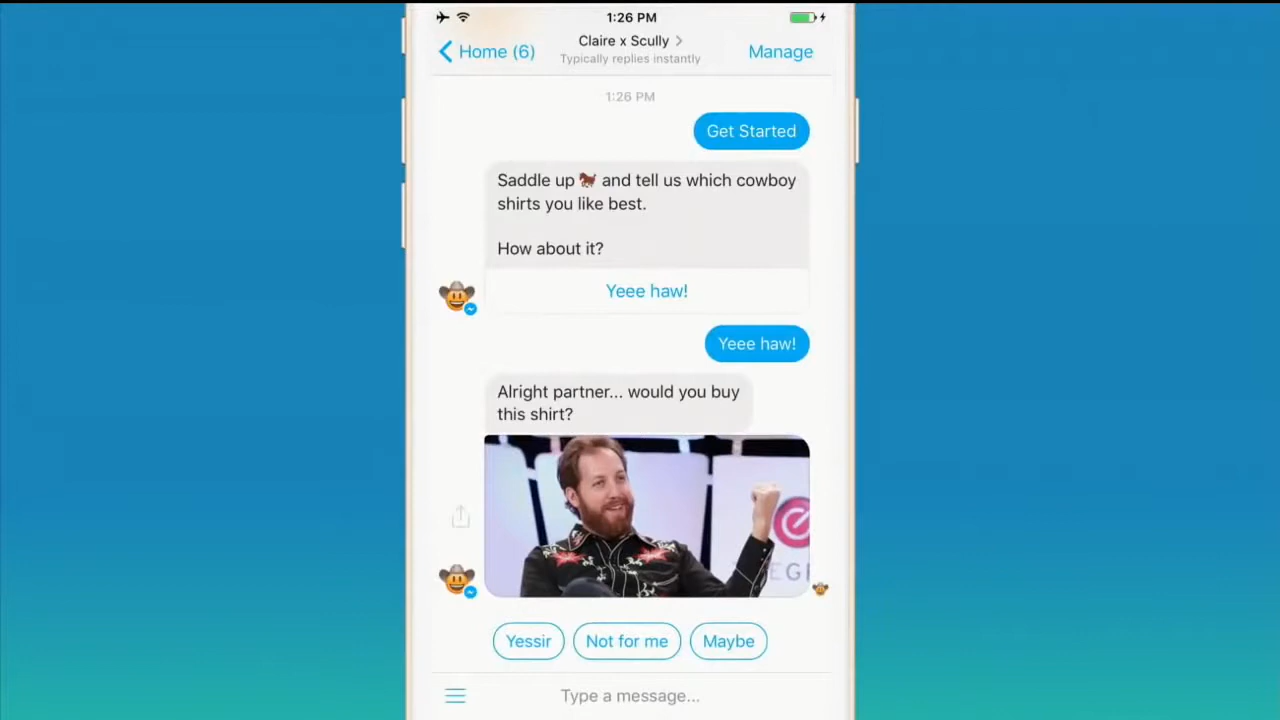 1:26 PM
Home (6)
Claire x Scully
Typically replies instantly
Manage
1:26 PM
Get Started
Saddle up 🐎 and tell us which cowboy
shirts you like best.
How about it?
Yeee haw!
Yeee haw!
Alright partner... would you buy
this shirt?
EGI
Yessir
Not for me
Maybe
Type a message...